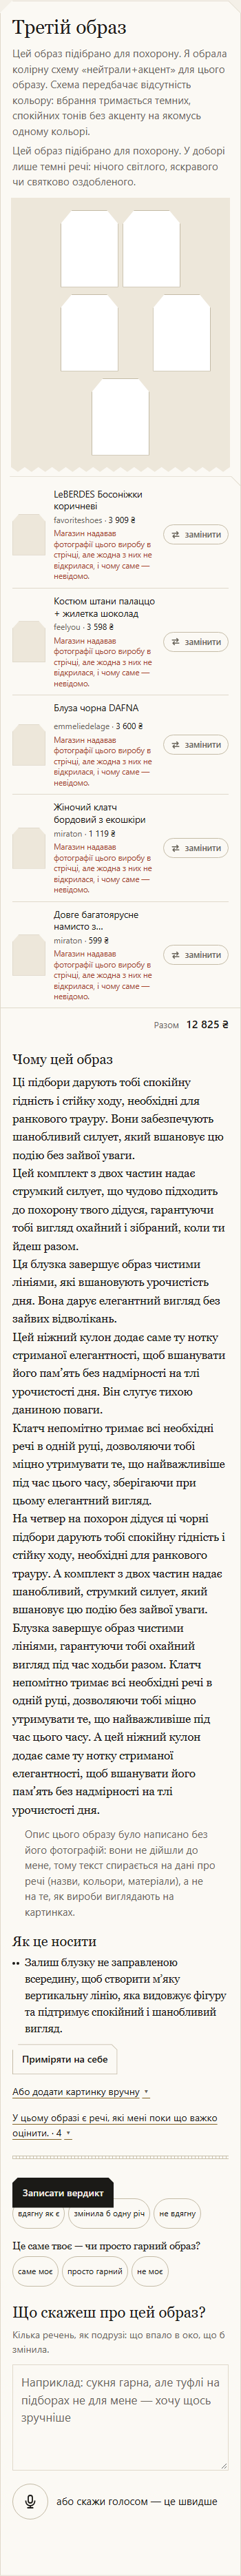 Третій образ
Цей образ підібрано для похорону. Я обрала
колірну схему «нейтрали+акцент» для цього
образу. Схема передбачає відсутність
кольору: вбрання тримається темних,
спокійних тонів без акценту на якомусь
одному кольорі.
Цей образ підібрано для похорону. У доборі
лише темні речі: нічого світлого, яскравого
чи святково оздобленого.
LeBERDES Босоніжки
коричневі
favoriteshoes · 3 909 ₴
Магазин надавав
фотографії цього виробу в
стрічці, але жодна з них не
відкрилася, і чому саме —
невідомо.
замінити
Костюм штани палаццо
+ жилетка шоколад
feelyou · 3 598 ₴
Магазин надавав
фотографії цього виробу в
стрічці, але жодна з них не
відкрилася, і чому саме —
невідомо.
замінити
Блуза чорна DAFNA
emmeliedelage · 3 600 ₴
Магазин надавав
фотографії цього виробу в
стрічці, але жодна з них не
відкрилася, і чому саме —
невідомо.
замінити
Жіночий клатч
бордовий з екошкіри
miraton · 1 119 ₴
Магазин надавав
фотографії цього виробу в
стрічці, але жодна з них не
відкрилася, і чому саме —
невідомо.
замінити
Довге багатоярусне
намисто з…
miraton · 599 ₴
Магазин надавав
фотографії цього виробу в
стрічці, але жодна з них не
відкрилася, і чому саме —
невідомо.
замінити
Разом 12 825 ₴
Чому цей образ
Ці підбори дарують тобі спокійну
гідність і стійку ходу, необхідні для
ранкового трауру. Вони забезпечують
шанобливий силует, який вшановує цю
подію без зайвої уваги.
Цей комплект з двох частин надає
струмкий силует, що чудово підходить
до похорону твого дідуся, гарантуючи
тобі вигляд охайний і зібраний, коли ти
йдеш разом.
Ця блузка завершує образ чистими
лініями, які вшановують урочистість
дня. Вона дарує елегантний вигляд без
зайвих відволікань.
Цей ніжний кулон додає саме ту нотку
стриманої елегантності, щоб вшанувати
його пам’ять без надмірності на тлі
урочистості дня. Він слугує тихою
даниною поваги.
Клатч непомітно тримає всі необхідні
речі в одній руці, дозволяючи тобі
міцно утримувати те, що найважливіше
під час цього часу, зберігаючи при
цьому елегантний вигляд.
На четвер на похорон дідуся ці чорні
підбори дарують тобі спокійну гідність і
стійку ходу, необхідні для ранкового
трауру. А комплект з двох частин надає
шанобливий, струмкий силует, який
вшановує цю подію без зайвої уваги.
Блузка завершує образ чистими
лініями, гарантуючи тобі охайний
вигляд під час ходьби разом. Клатч
непомітно тримає всі необхідні речі в
одній руці, дозволяючи тобі міцно
утримувати те, що найважливіше під
час цього часу. А цей ніжний кулон
додає саме ту нотку стриманої
елегантності, щоб вшанувати його
пам’ять без надмірності на тлі
урочистості дня.
Опис цього образу було написано без
його фотографій: вони не дійшли до
мене, тому текст спирається на дані про
речі (назви, кольори, матеріали), а не
на те, як вироби виглядають на
картинках.
Як це носити
Залиш блузку не заправленою
всередину, щоб створити м’яку
вертикальну лінію, яка видовжує фігуру
та підтримує спокійний і шанобливий
вигляд.
Приміряти на себе
Або додати картинку вручну
У цьому образі є речі, які мені поки що важко
оцінити. · 4
Записати вердикт
вдягну як є
змінила б одну річ
не вдягну
Це саме твоє — чи просто гарний образ?
саме моє
просто гарний
не моє
Що скажеш про цей образ?
Кілька речень, як подрузі: що впало в око, що б
змінила.
Наприклад: сукня гарна, але туфлі на
підборах не для мене — хочу щось
зручніше
або скажи голосом — це швидше